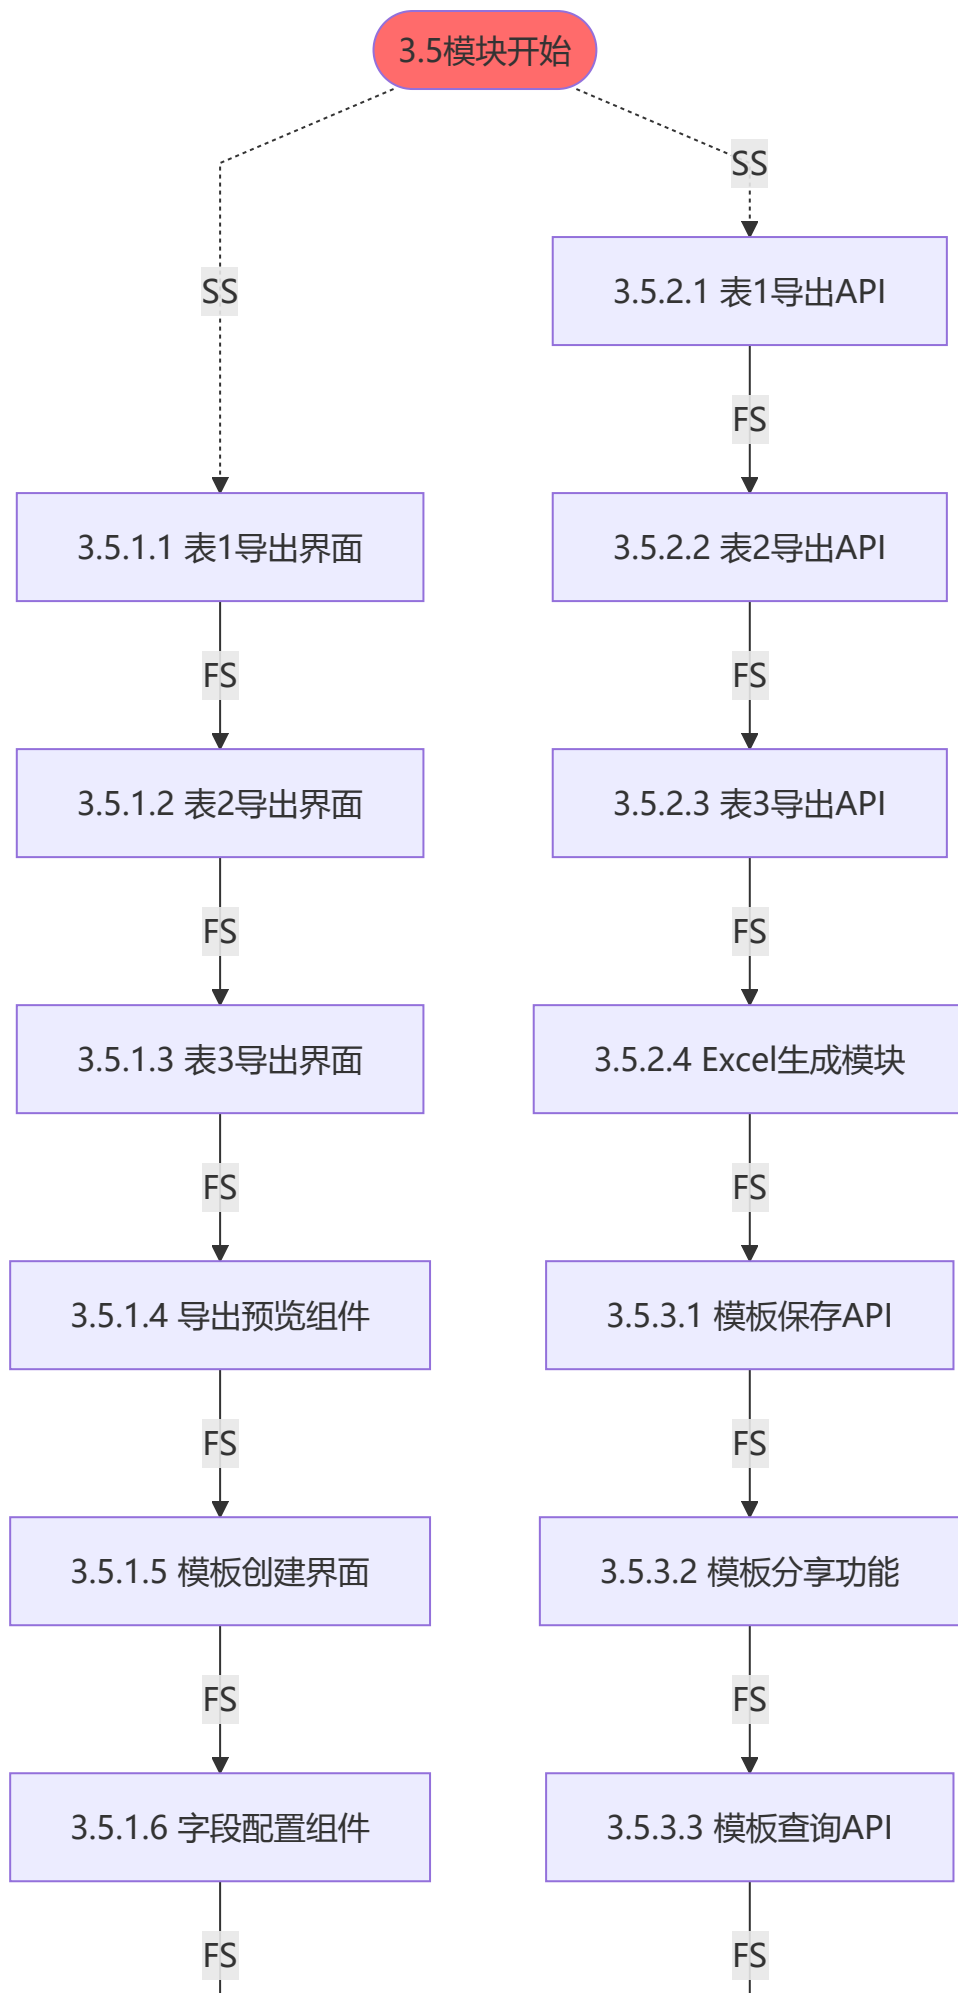 3.5模块开始
SS
SS
3.5.2.1 表1导出API
FS
3.5.1.1 表1导出界面
3.5.2.2 表2导出API
FS
FS
3.5.1.2 表2导出界面
3.5.2.3 表3导出API
FS
FS
3.5.1.3 表3导出界面
3.5.2.4 Excel生成模块
FS
FS
3.5.1.4 导出预览组件
3.5.3.1 模板保存API
FS
FS
3.5.1.5 模板创建界面
3.5.3.2 模板分享功能
FS
FS
3.5.1.6 字段配置组件
3.5.3.3 模板查询API
FS
FS